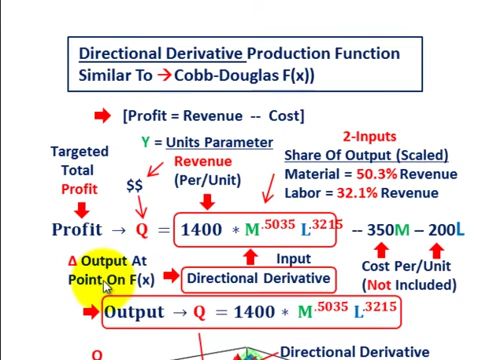 Directional Derivative Production Function
Similar To → Cobb-Douglas F(x))
[Profit = Revenue -- Cost]
Y = Units Parameter
2-Inputs
Targeted
Total
Profit
$$
Revenue
(Per/Unit)
Share Of Output (Scaled)
Material = 50.3% Revenue
Labor = 32.1% Revenue
Profit → Q = 1400 * M^.5035 L^.3215 -- 350M – 200L
Δ Output At
Point On F(x)
Input
Directional Derivative
Cost Per/Unit
(Not Included)
Output → Q = 1400 * M^.5035 L^.3215
Q
Directional Derivative